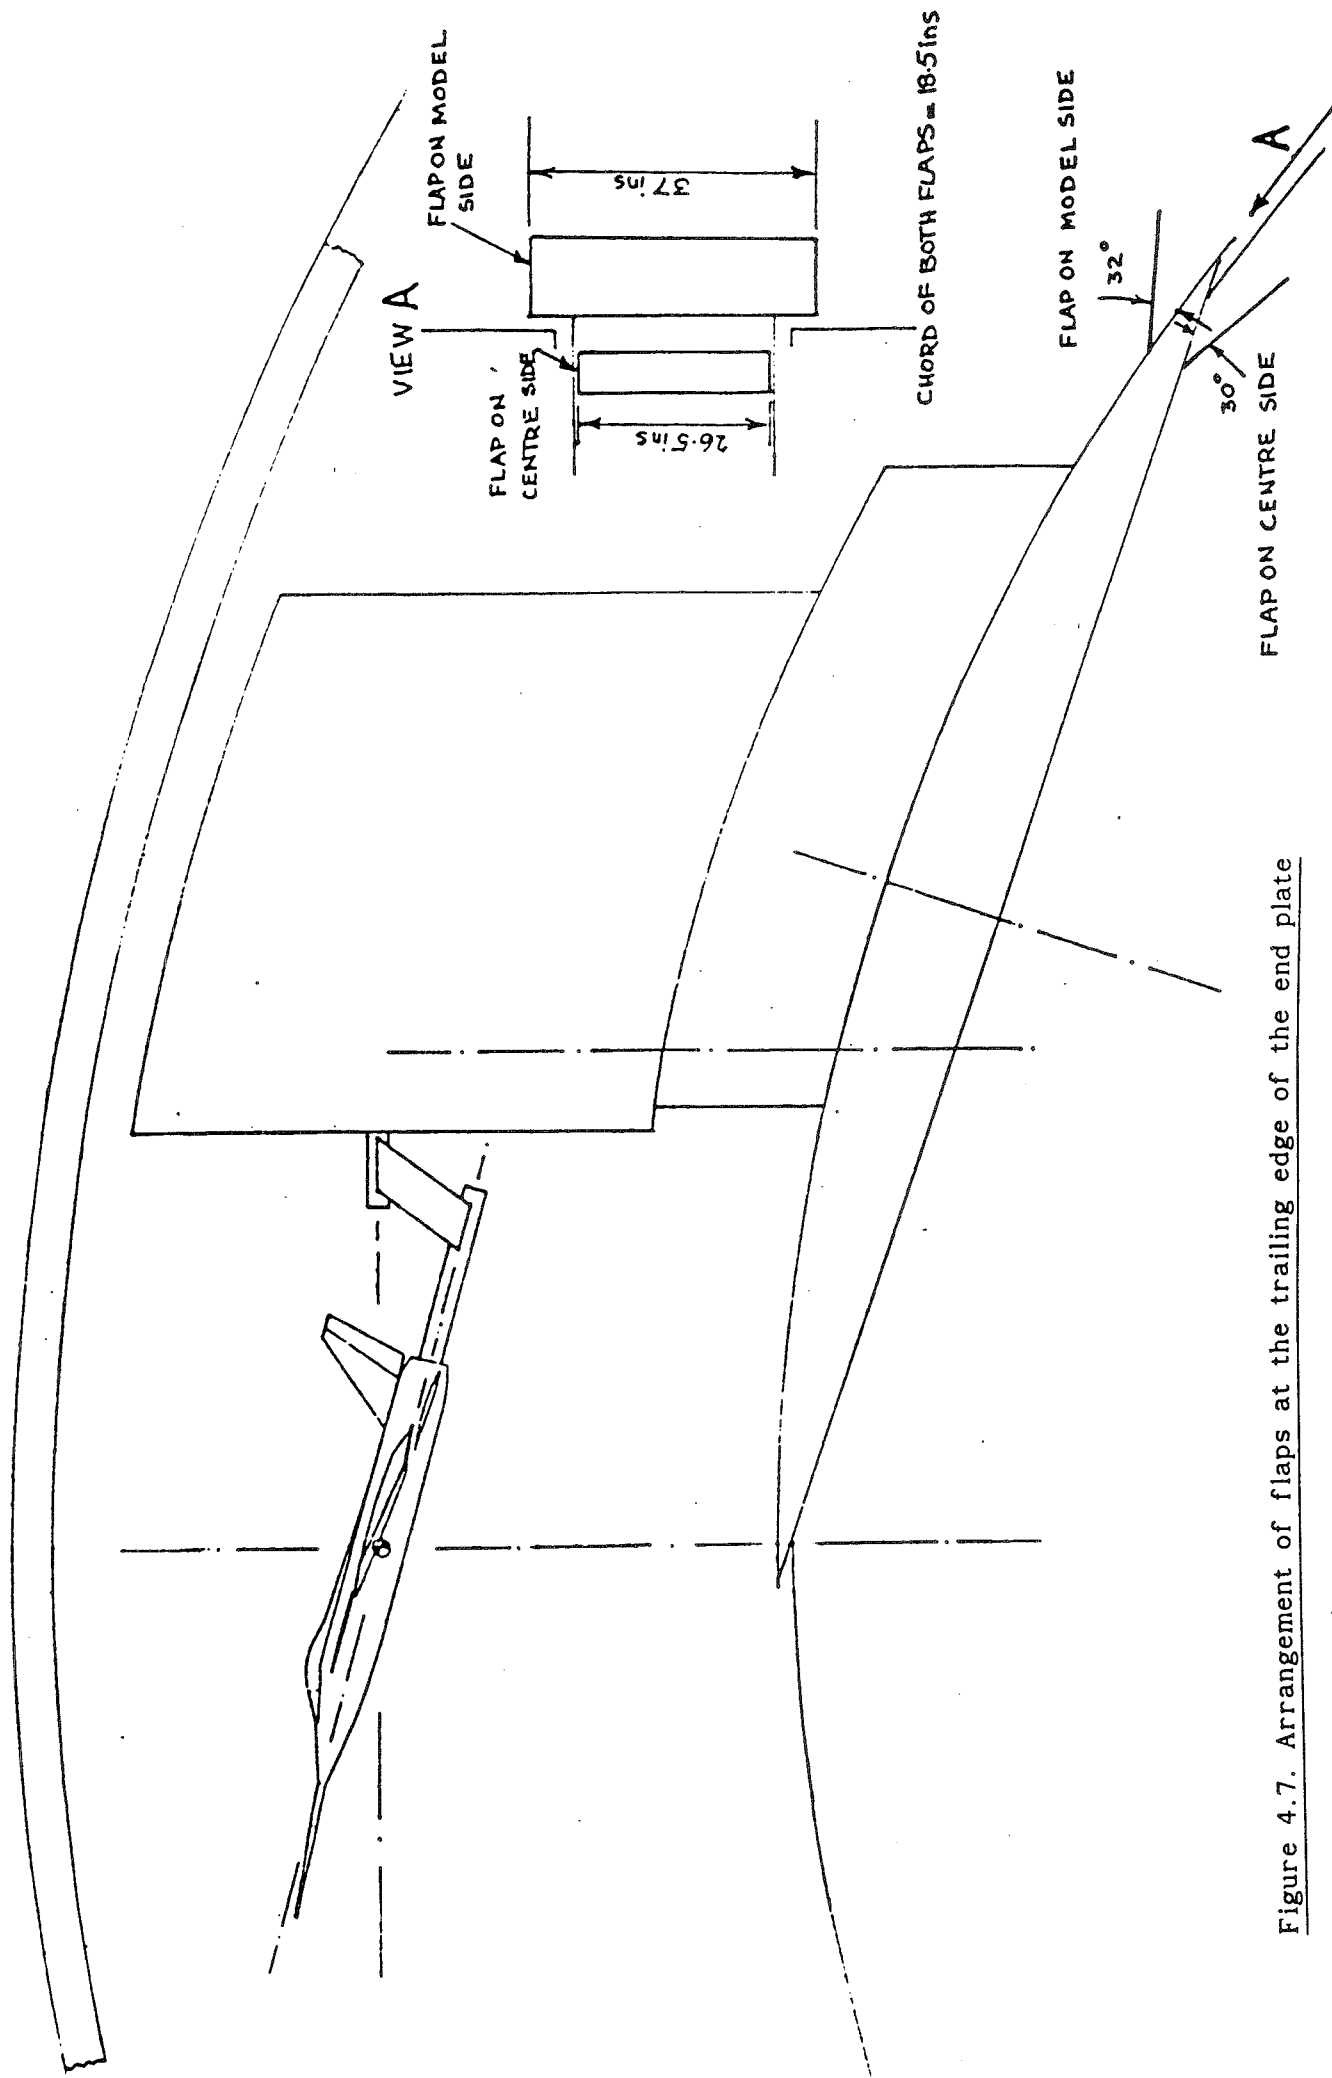 FLAP ON MODEL
SIDE
VIEW A
37 ins
FLAP ON
CENTRE SIDE
26.5 ins
CHORD OF BOTH FLAPS = 18.5 ins
FLAP ON MODEL SIDE
32°
A
30°
FLAP ON CENTRE SIDE
Figure 4.7. Arrangement of flaps at the trailing edge of the end plate